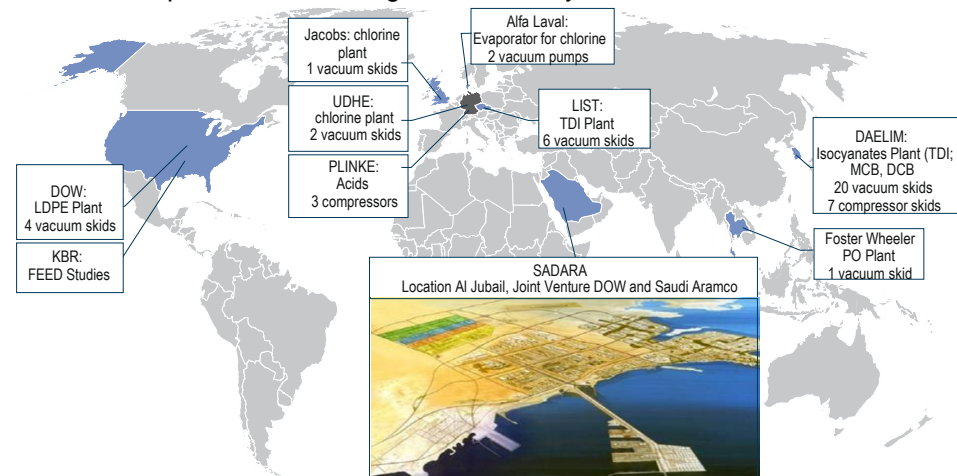 Jacobs: chlorine
plant
1 vacuum skids
Alfa Laval:
Evaporator for chlorine
2 vacuum pumps
UDHE:
chlorine plant
2 vacuum skids
LIST:
TDI Plant
6 vacuum skids
PLINKE:
Acids
3 compressors
DAELIM:
Isocyanates Plant (TDI;
MCB, DCB
20 vacuum skids
7 compressor skids
DOW:
LDPE Plant
4 vacuum skids
KBR:
FEED Studies
Foster Wheeler
PO Plant
1 vacuum skid
SADARA
Location Al Jubail, Joint Venture DOW and Saudi Aramco